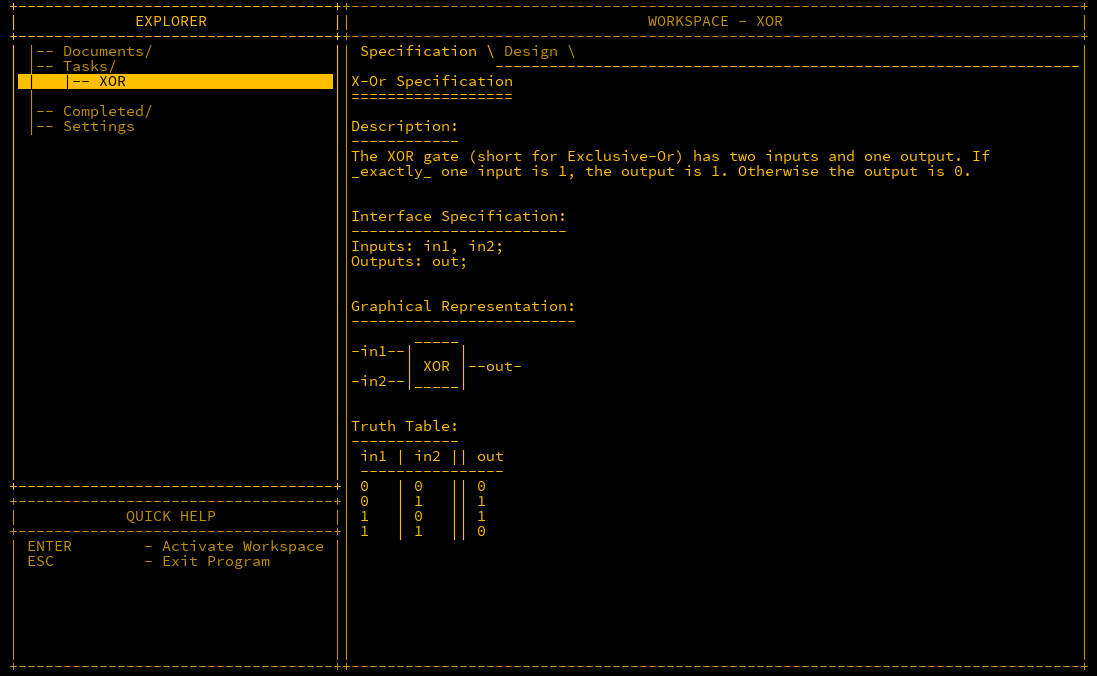 EXPLORER
|-- Documents/
|-- Tasks/
|   |-- XOR
|
|-- Completed/
|-- Settings
QUICK HELP
ENTER        - Activate Workspace
ESC          - Exit Program
WORKSPACE - XOR
Specification \ Design \
X-Or Specification
==================
Description:
------------
The XOR gate (short for Exclusive-Or) has two inputs and one output. If
_exactly_ one input is 1, the output is 1. Otherwise the output is 0.
Interface Specification:
------------------------
Inputs: in1, in2;
Outputs: out;
Graphical Representation:
-------------------------
       _____
-in1--|     |
      | XOR |--out-
-in2--|_____|
Truth Table:
------------
 in1 | in2 || out
 ----------------
 0   | 0   || 0
 0   | 1   || 1
 1   | 0   || 1
 1   | 1   || 0